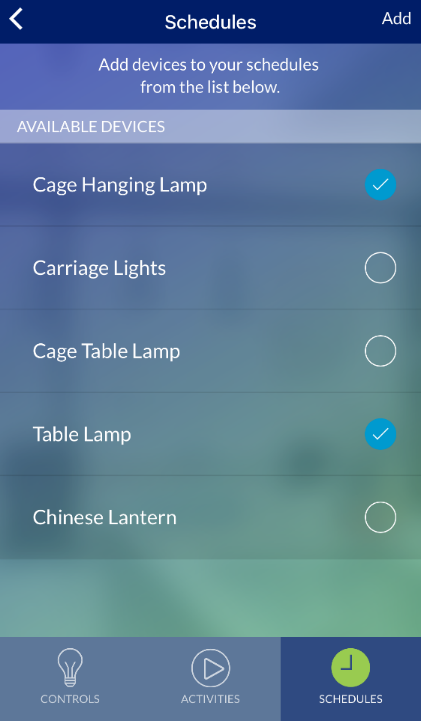 Schedules
Add
Add devices to your schedules
from the list below.
AVAILABLE DEVICES
Cage Hanging Lamp
Carriage Lights
Cage Table Lamp
Table Lamp
Chinese Lantern
CONTROLS
ACTIVITIES
SCHEDULES